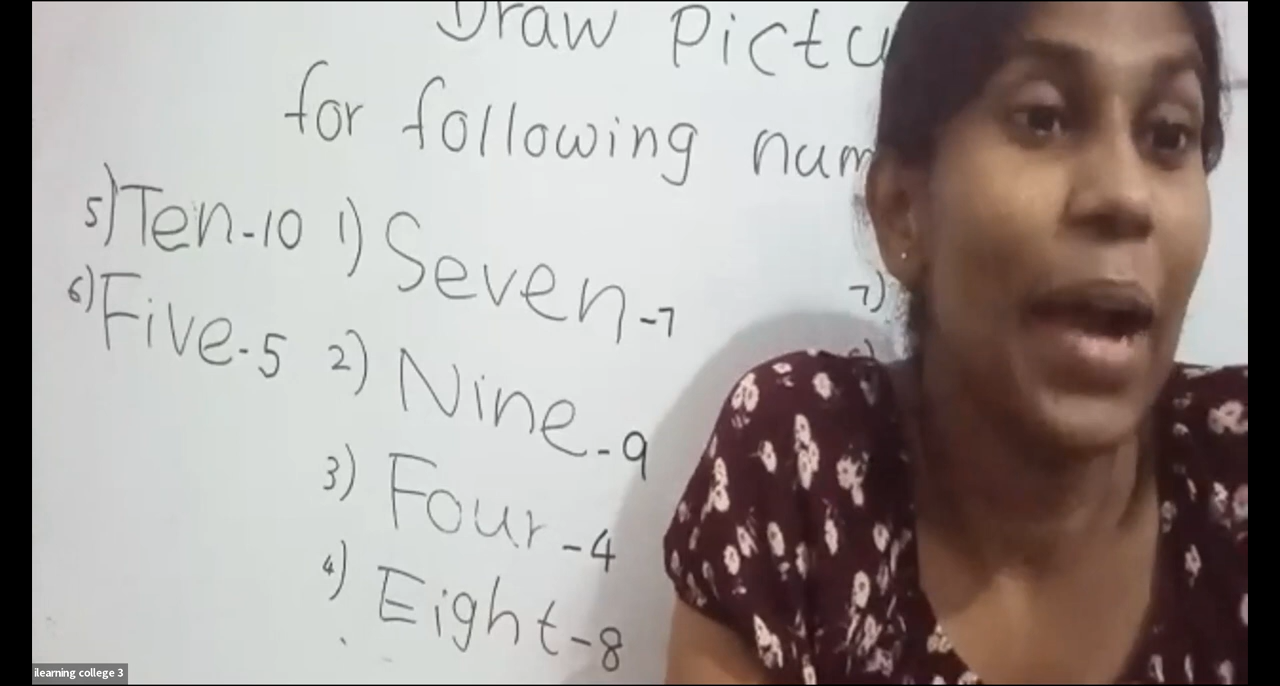 Draw Pictu
for following num
5) Ten-10 1) Seven-7
6) Five-5 2) Nine-9
3) Four-4
4) Eight-8
7)
ilearning college 3